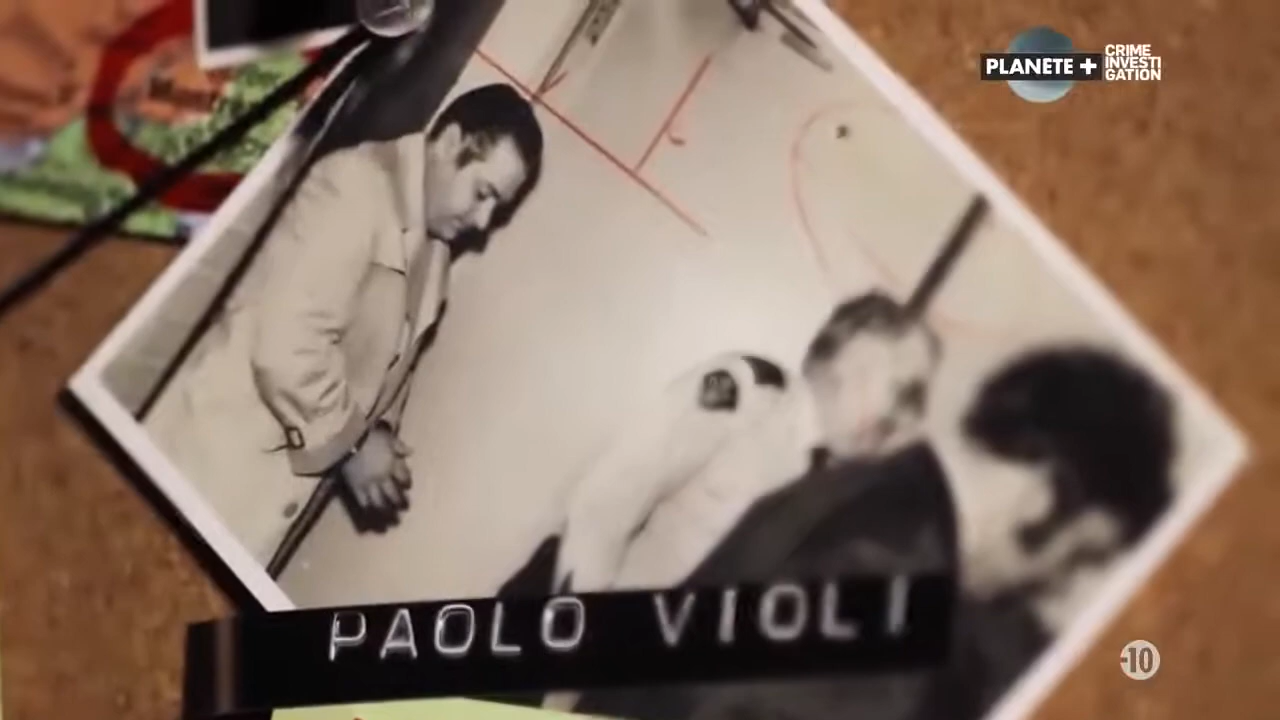 PLANETE +
CRIME
INVESTI
GATION
PAOLO VIOLI
-10